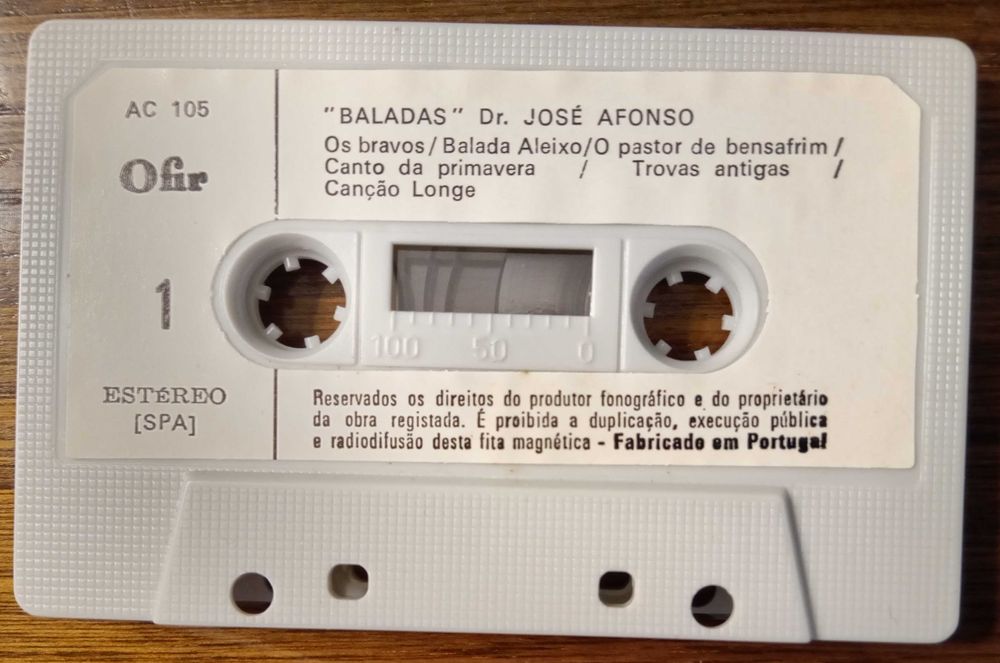 AC 105
Ofir
1
ESTÉREO
[SPA]
"BALADAS" Dr. JOSÉ AFONSO
Os bravos / Balada Aleixo/O pastor de bensafrim /
Canto da primavera / Trovas antigas /
Canção Longe
100 50 0
Reservados os direitos do produtor fonográfico e do proprietário
da obra registada. É proibida a duplicação, execução pública
e radiodifusão desta fita magnética - Fabricado em Portugal